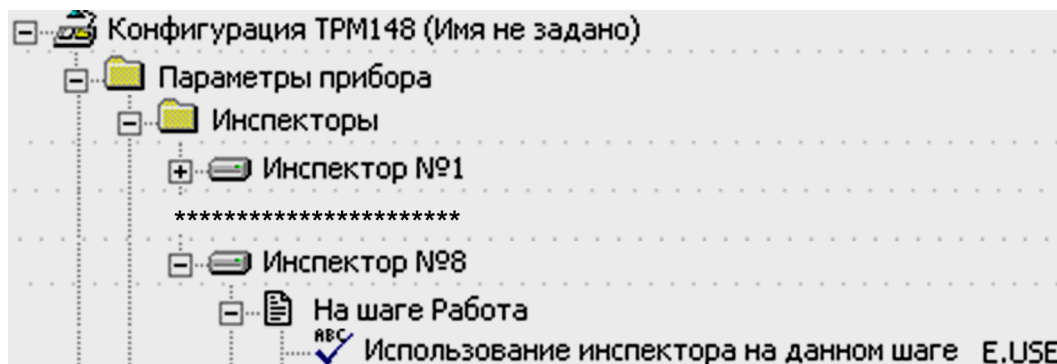 Конфигурация ТРМ148 (Имя не задано)
Параметры прибора
Инспекторы
Инспектор №1
***********************
Инспектор №8
На шаге Работа
ABC
Использование инспектора на данном шаге E.USE